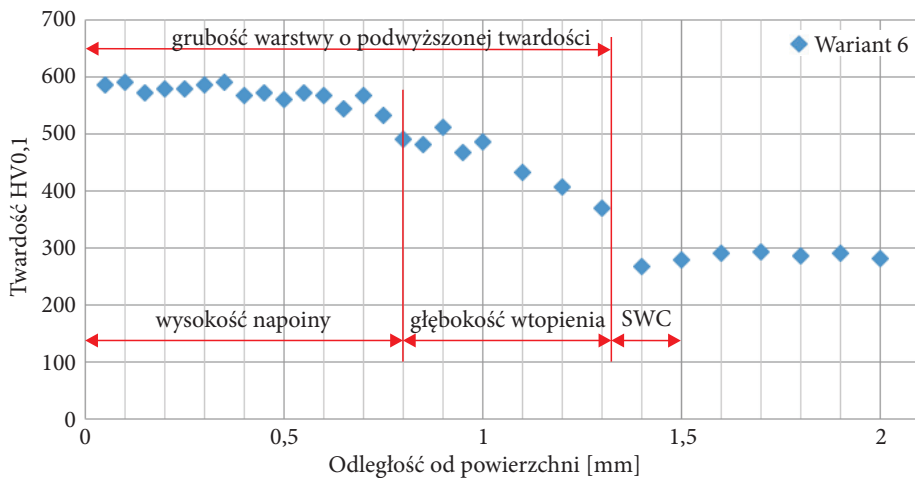 700
600
500
400
300
200
100
0
Twardość HV0,1
grubość warstwy o podwyższonej twardości
Wariant 6
wysokość napoiny
głębokość wtopienia
SWC
0
0,5
1
1,5
2
Odległość od powierzchni [mm]